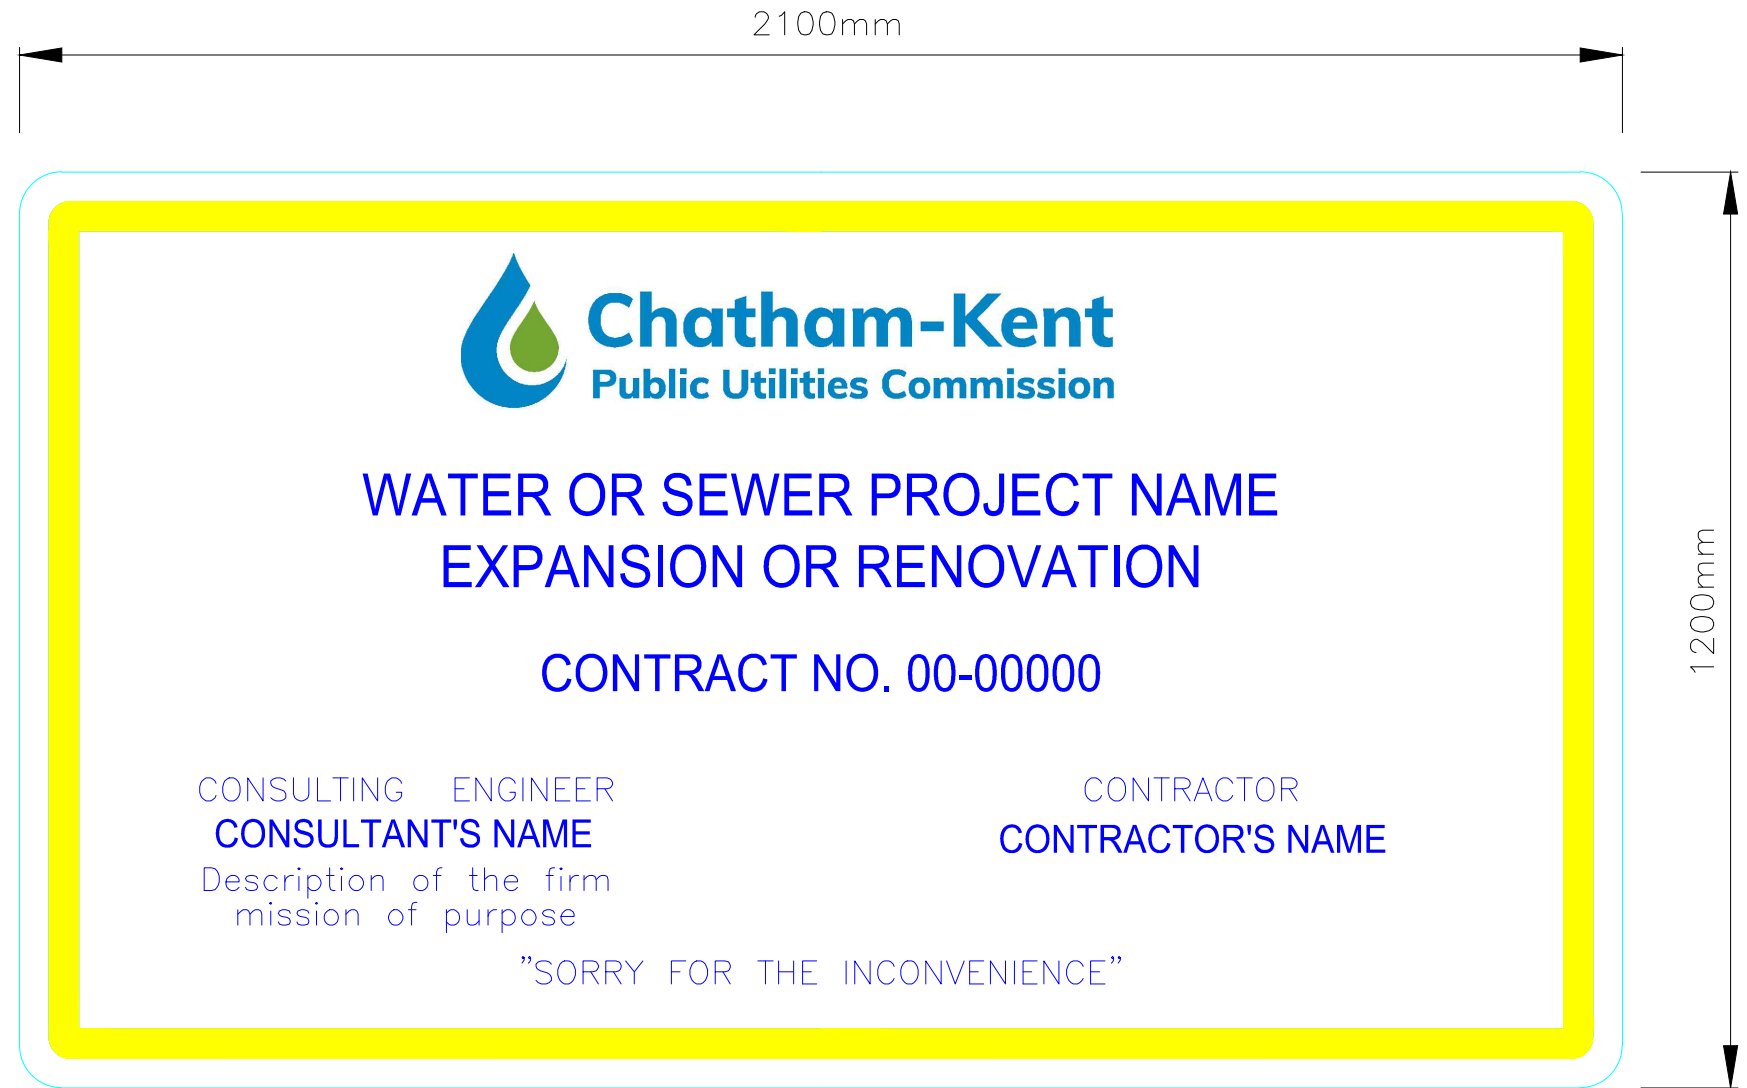 2100mm
Chatham-Kent
Public Utilities Commission
WATER OR SEWER PROJECT NAME
EXPANSION OR RENOVATION
1200mm
CONTRACT NO. 00-00000
CONSULTING ENGINEER
CONSULTANT'S NAME
Description of the firm
mission of purpose
CONTRACTOR
CONTRACTOR'S NAME
"SORRY FOR THE INCONVENIENCE"